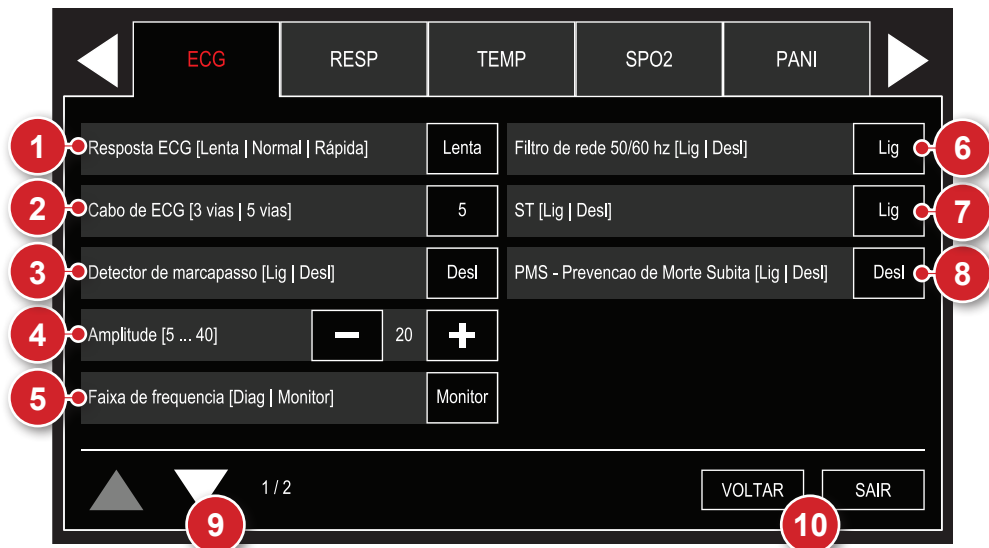 ECG RESP TEMP SPO2 PANI
1 Resposta ECG [Lenta | Normal | Rápida] Lenta Filtro de rede 50/60 hz [Lig | Desl] Lig 6
2 Cabo de ECG [3 vias | 5 vias] 5 ST [Lig | Desl] Lig 7
3 Detector de marcapasso [Lig | Desl] Desl PMS - Prevencao de Morte Subita [Lig | Desl] Desl 8
4 Amplitude [5 ... 40] − 20 +
5 Faixa de frequencia [Diag | Monitor] Monitor
1 / 2 VOLTAR SAIR
9 10